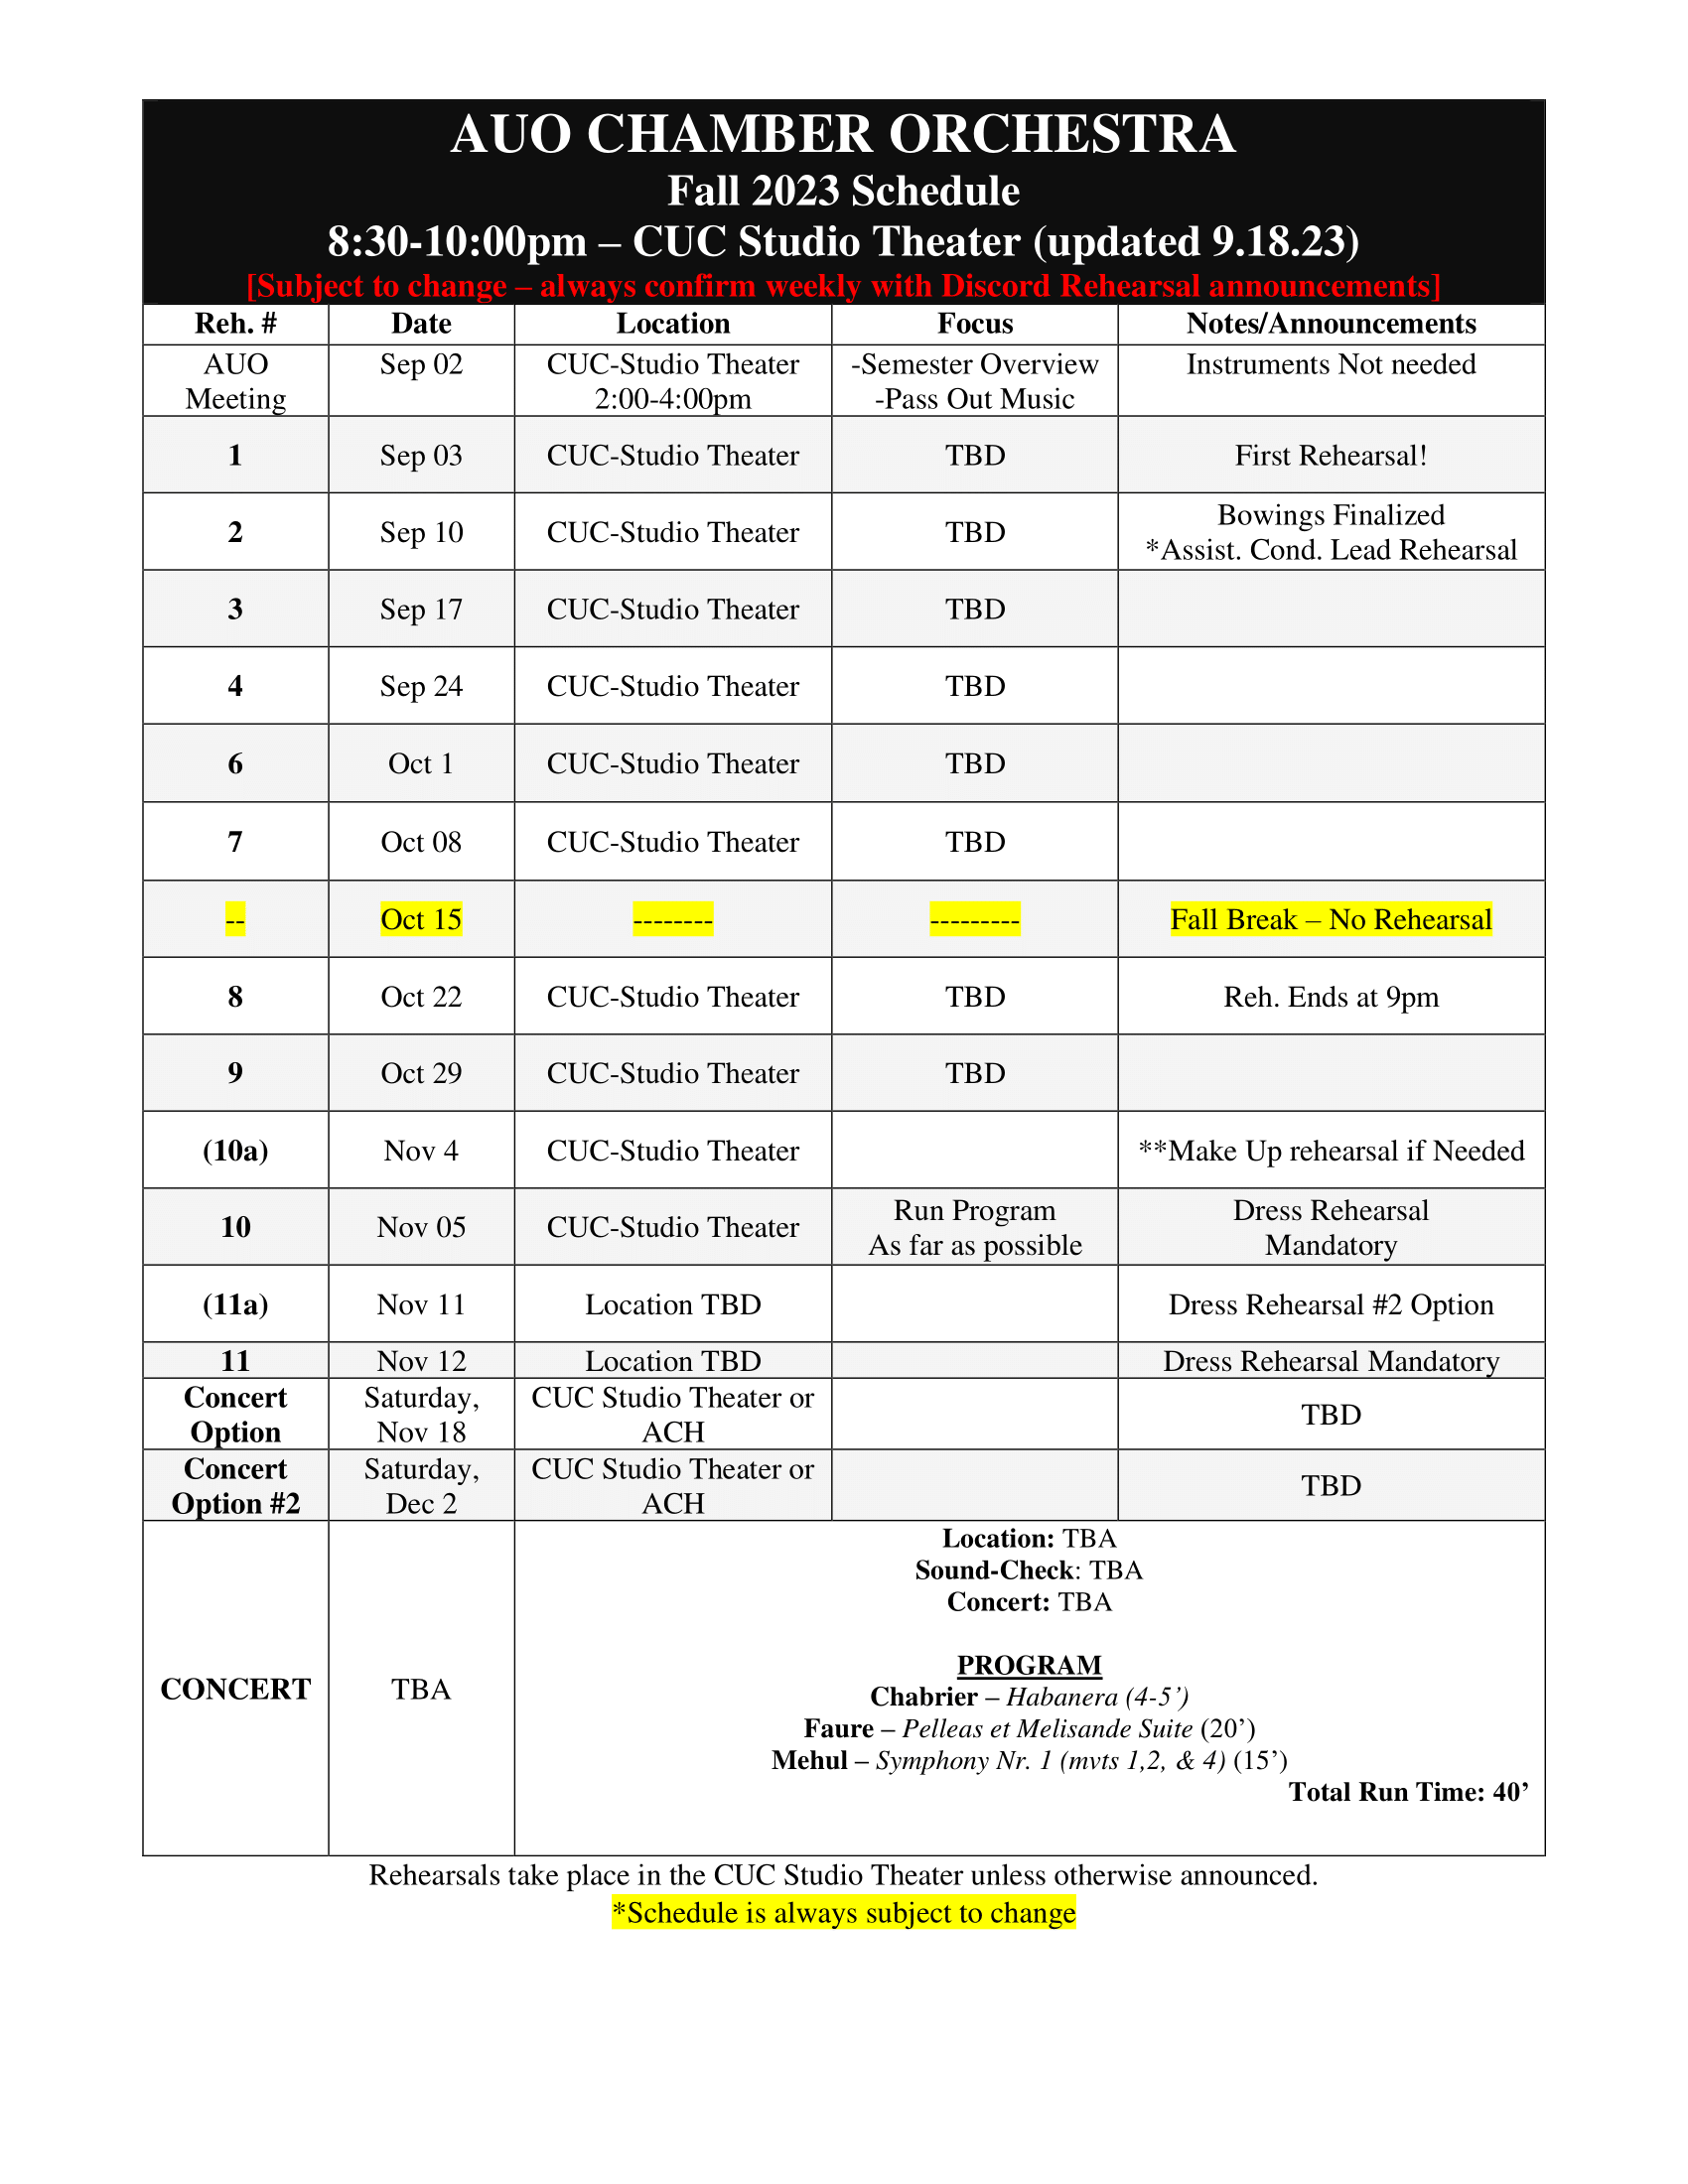 AUO CHAMBER ORCHESTRA
Fall 2023 Schedule
8:30-10:00pm – CUC Studio Theater (updated 9.18.23)
[Subject to change – always confirm weekly with Discord Rehearsal announcements]
Reh. # Date Location Focus Notes/Announcements
AUO Sep 02 CUC-Studio Theater -Semester Overview Instruments Not needed
Meeting 2:00-4:00pm -Pass Out Music
1 Sep 03 CUC-Studio Theater TBD First Rehearsal!
Bowings Finalized
2 Sep 10 CUC-Studio Theater TBD
*Assist. Cond. Lead Rehearsal
3 Sep 17 CUC-Studio Theater TBD
4 Sep 24 CUC-Studio Theater TBD
6 Oct 1 CUC-Studio Theater TBD
7 Oct 08 CUC-Studio Theater TBD
-- Oct 15 -------- --------- Fall Break – No Rehearsal
8 Oct 22 CUC-Studio Theater TBD Reh. Ends at 9pm
9 Oct 29 CUC-Studio Theater TBD
(10a) Nov 4 CUC-Studio Theater **Make Up rehearsal if Needed
Run Program Dress Rehearsal
10 Nov 05 CUC-Studio Theater
As far as possible Mandatory
(11a) Nov 11 Location TBD Dress Rehearsal #2 Option
11 Nov 12 Location TBD Dress Rehearsal Mandatory
Concert Saturday, CUC Studio Theater or
TBD
Option Nov 18 ACH
Concert Saturday, CUC Studio Theater or
TBD
Option #2 Dec 2 ACH
CONCERT TBA
Location: TBA
Sound-Check: TBA
Concert: TBA
PROGRAM
Chabrier – Habanera (4-5’)
Faure – Pelleas et Melisande Suite (20’)
Mehul – Symphony Nr. 1 (mvts 1,2, & 4) (15’)
Total Run Time: 40’
Rehearsals take place in the CUC Studio Theater unless otherwise announced.
*Schedule is always subject to change